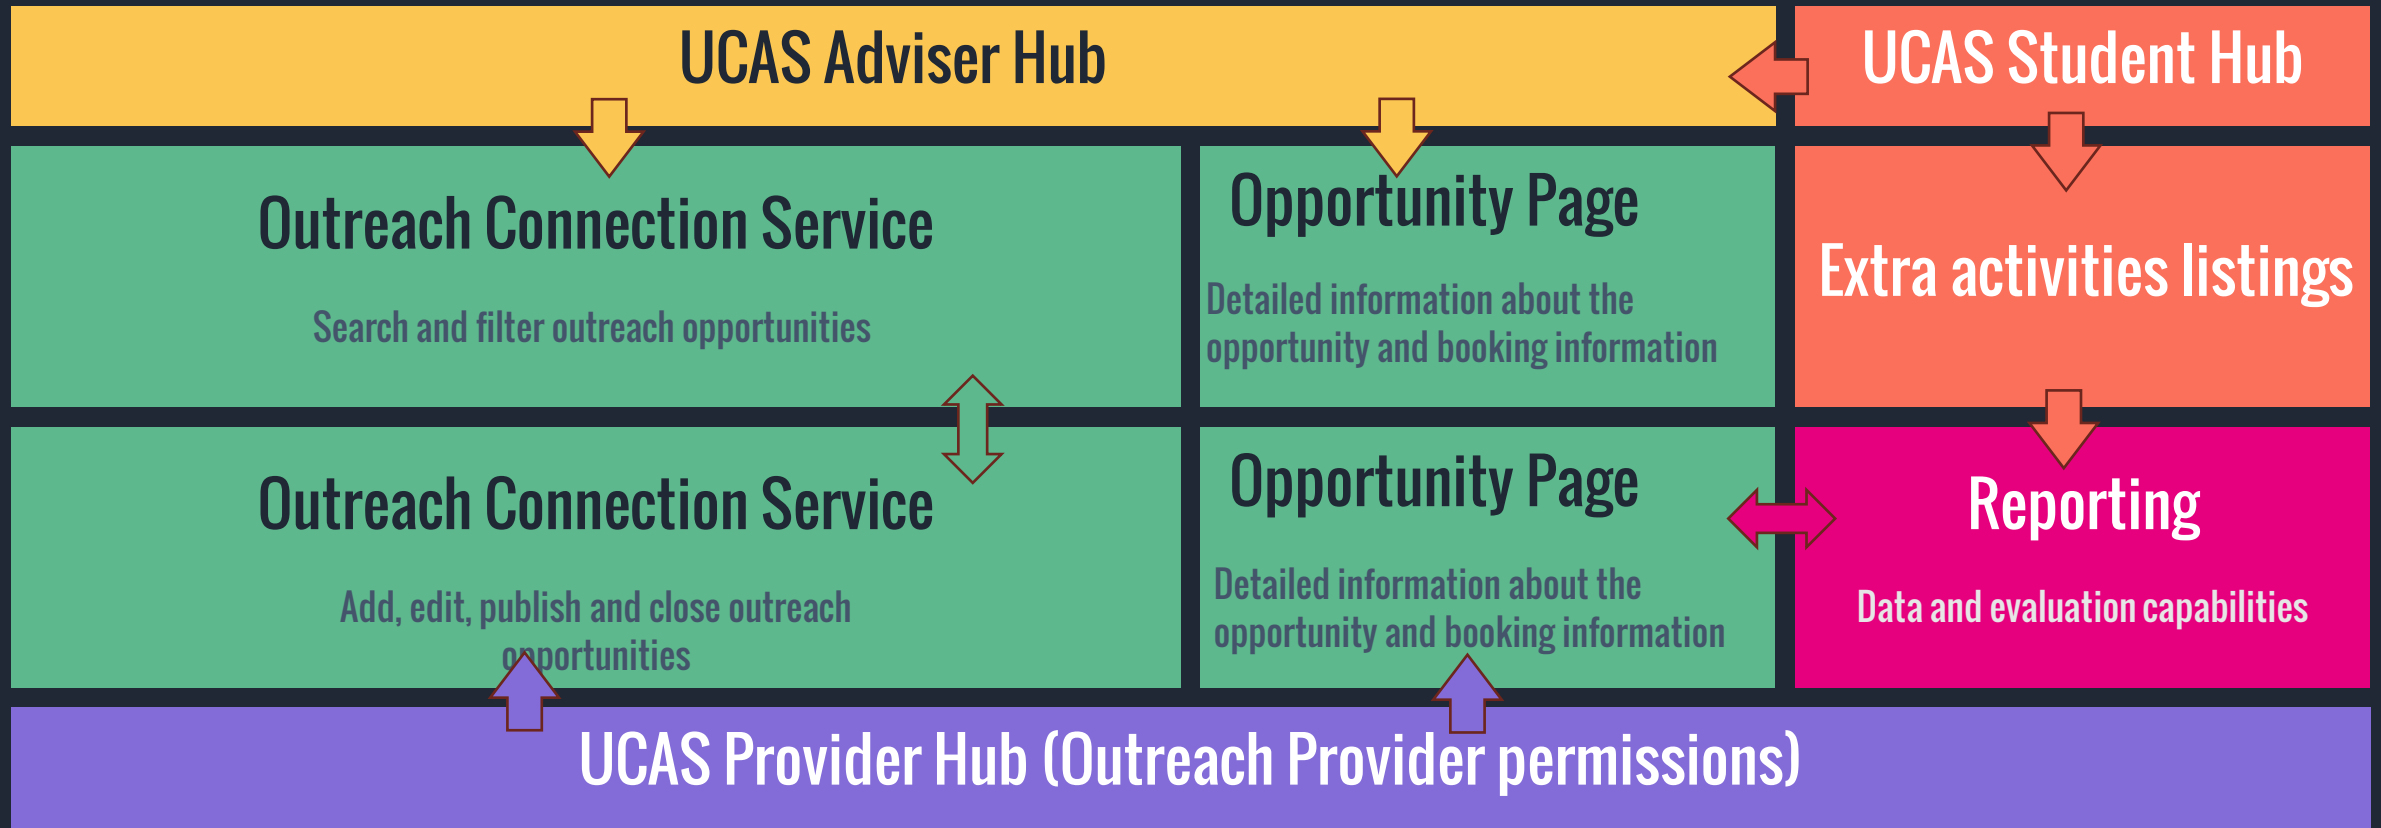 UCAS Adviser Hub
UCAS Student Hub
Outreach Connection Service
Search and filter outreach opportunities
Opportunity Page
Detailed information about the
opportunity and booking information
Extra activities listings
Outreach Connection Service
Add, edit, publish and close outreach
opportunities
Opportunity Page
Detailed information about the
opportunity and booking information
Reporting
Data and evaluation capabilities
UCAS Provider Hub (Outreach Provider permissions)